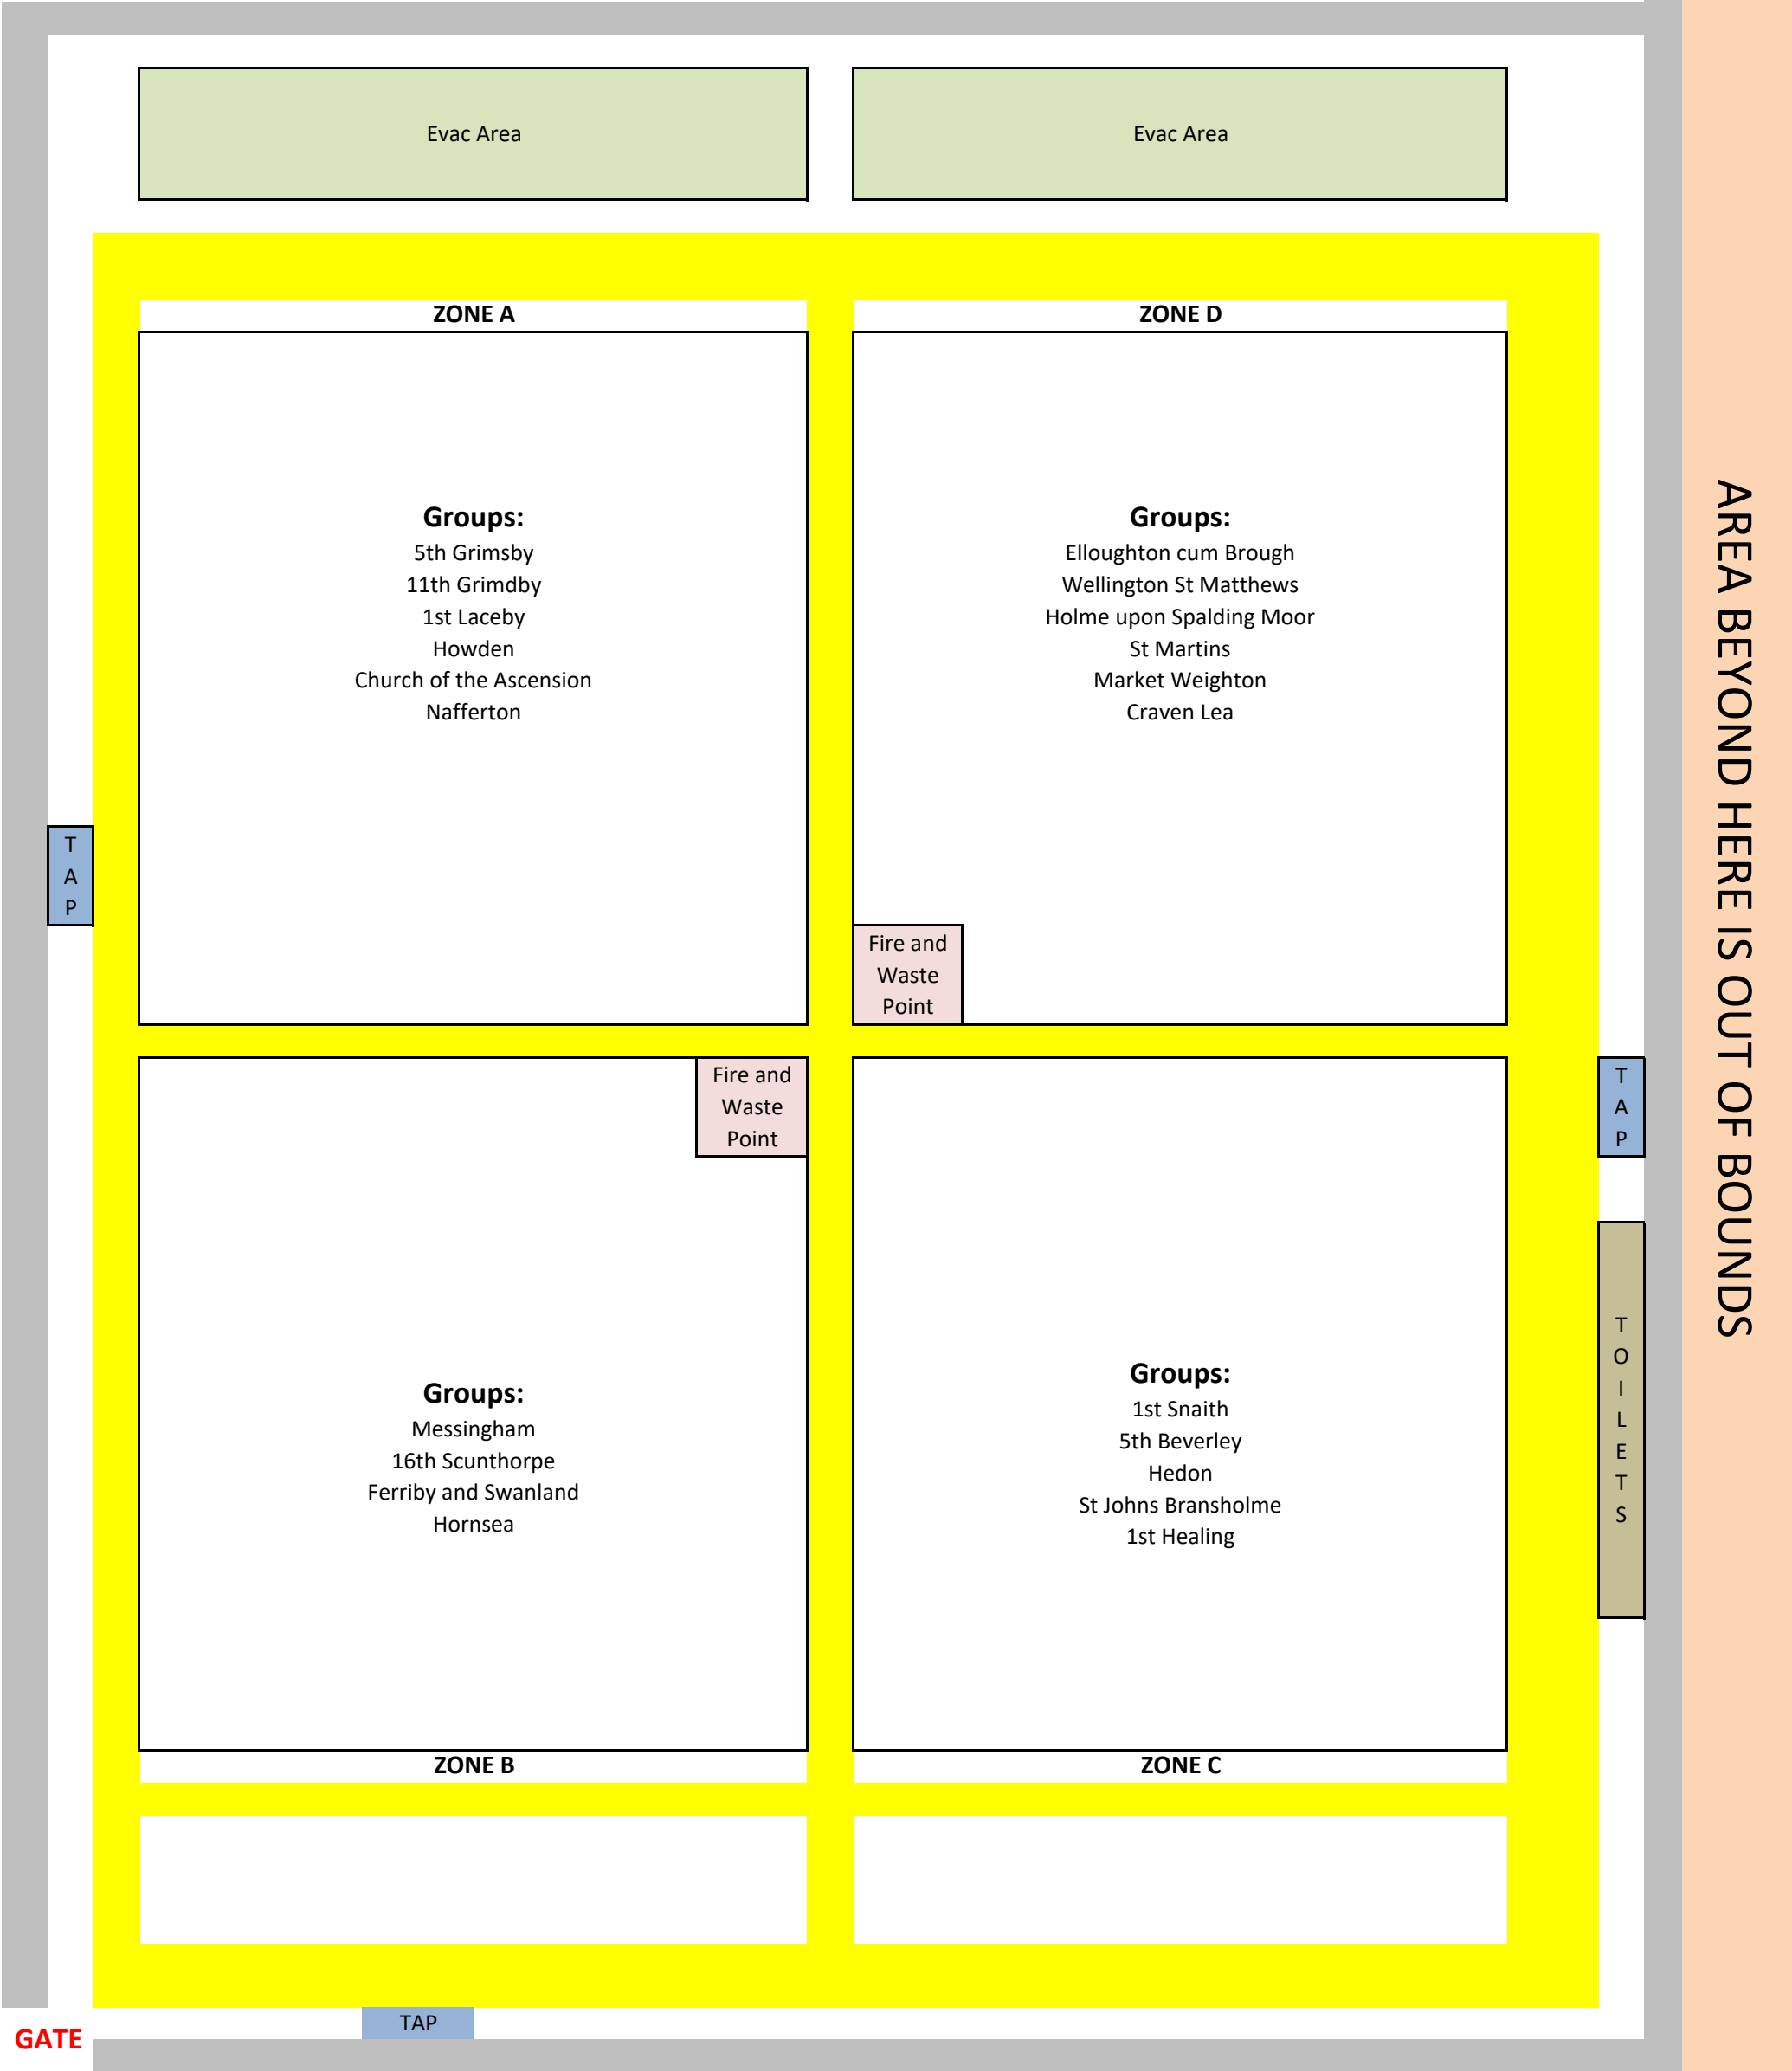 Evac Area
Evac Area
ZONE A
ZONE D
Groups:
5th Grimsby
11th Grimdby
1st Laceby
Howden
Church of the Ascension
Nafferton
Groups:
Elloughton cum Brough
Wellington St Matthews
Holme upon Spalding Moor
St Martins
Market Weighton
Craven Lea
TAP
Fire and
Waste
Point
Fire and
Waste
Point
TAP
AREA BEYOND HERE IS OUT OF BOUNDS
TOILETS
Groups:
Messingham
16th Scunthorpe
Ferriby and Swanland
Hornsea
Groups:
1st Snaith
5th Beverley
Hedon
St Johns Bransholme
1st Healing
ZONE B
ZONE C
TAP
GATE